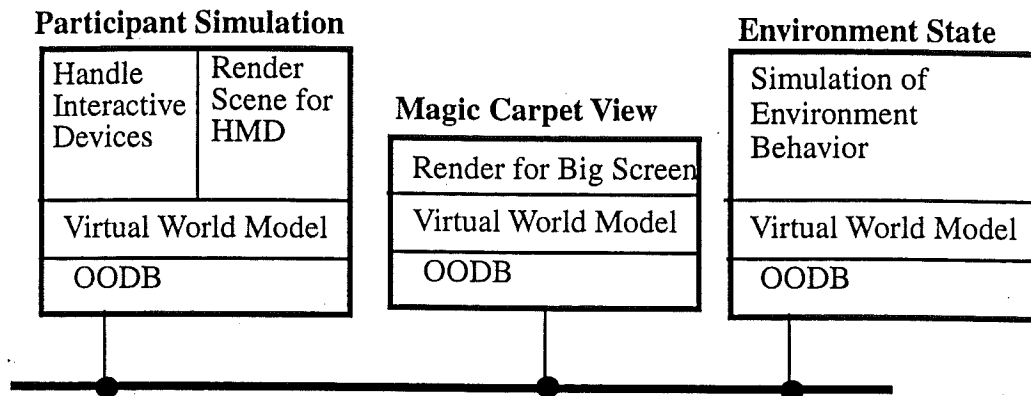 Participant Simulation
Handle
Interactive
Devices
Render
Scene for
HMD
Virtual World Model
OODB
Magic Carpet View
Render for Big Screen
Virtual World Model
OODB
Environment State
Simulation of
Environment
Behavior
Virtual World Model
OODB